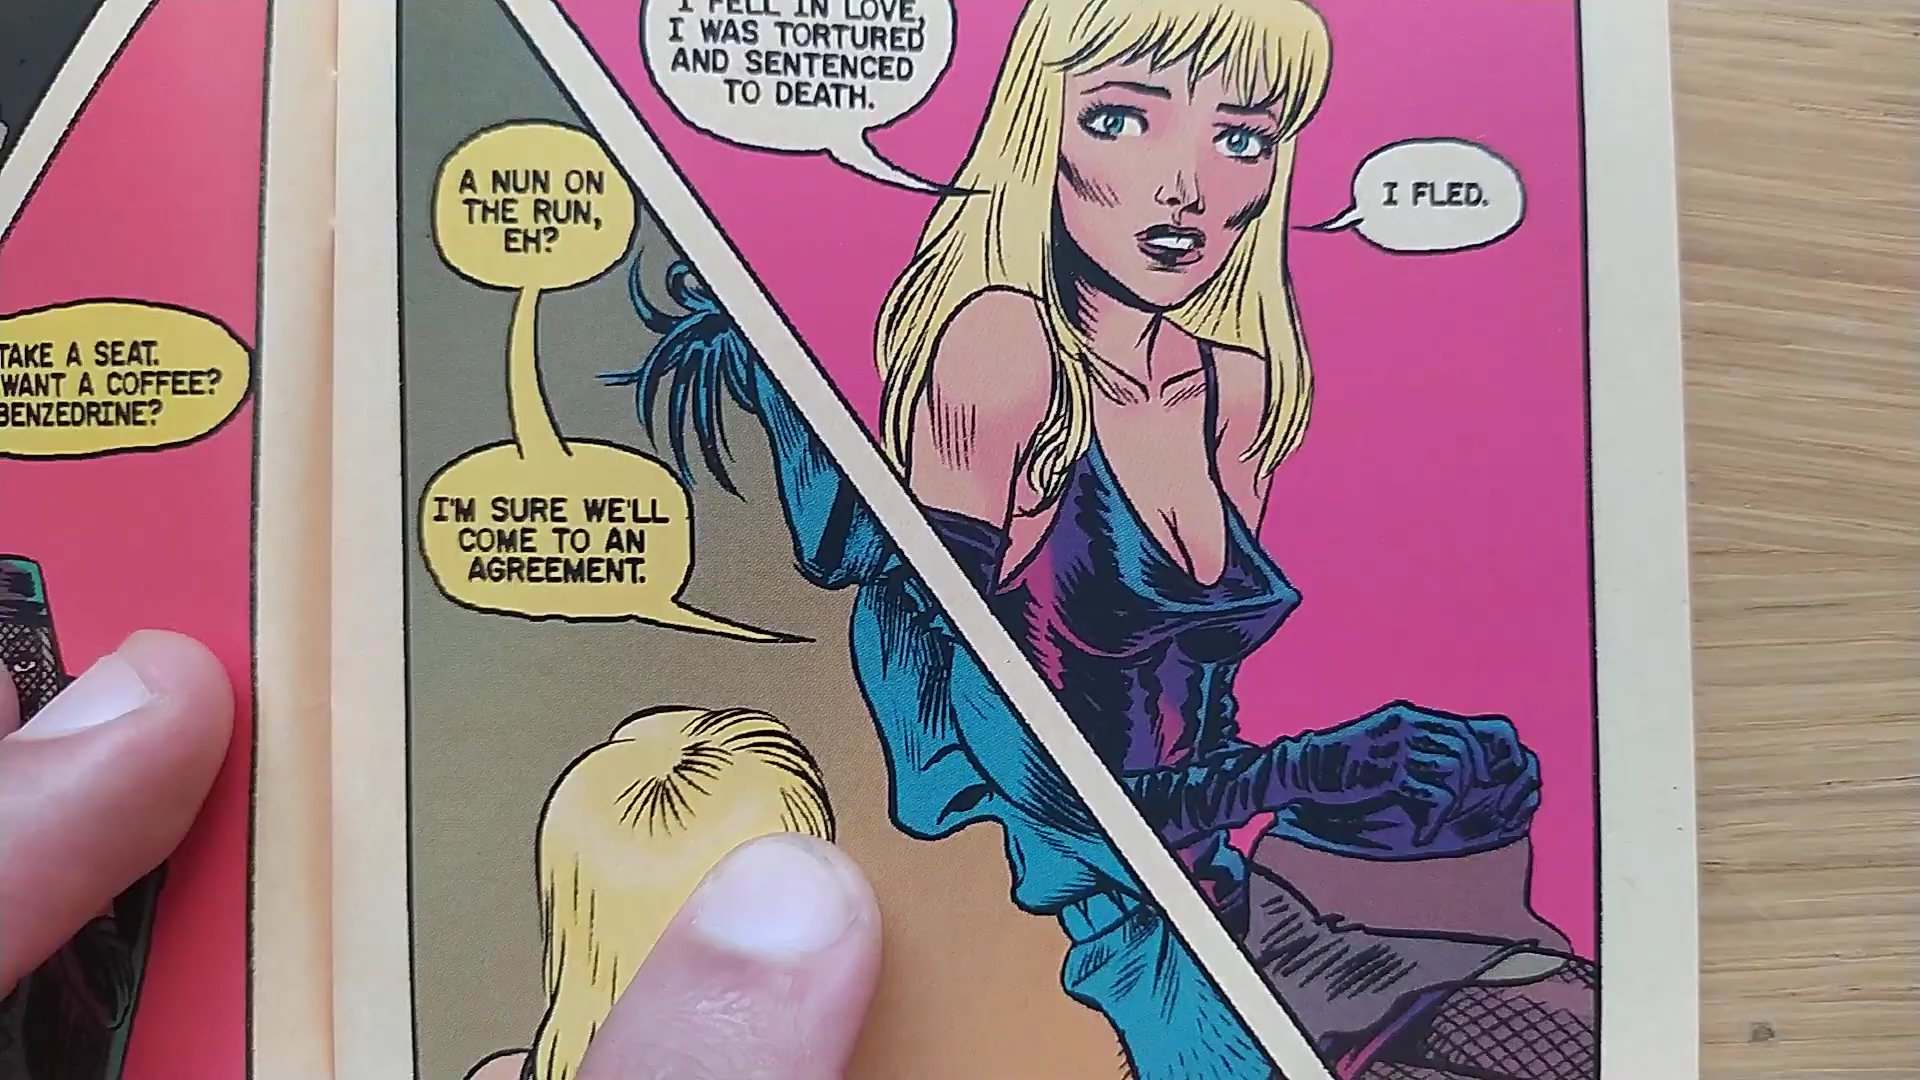 TAKE A SEAT.
WANT A COFFEE?
BENZEDRINE?
I FELL IN LOVE,
I WAS TORTURED
AND SENTENCED
TO DEATH.
I FLED.
A NUN ON
THE RUN,
EH?
I'M SURE WE'LL
COME TO AN
AGREEMENT.